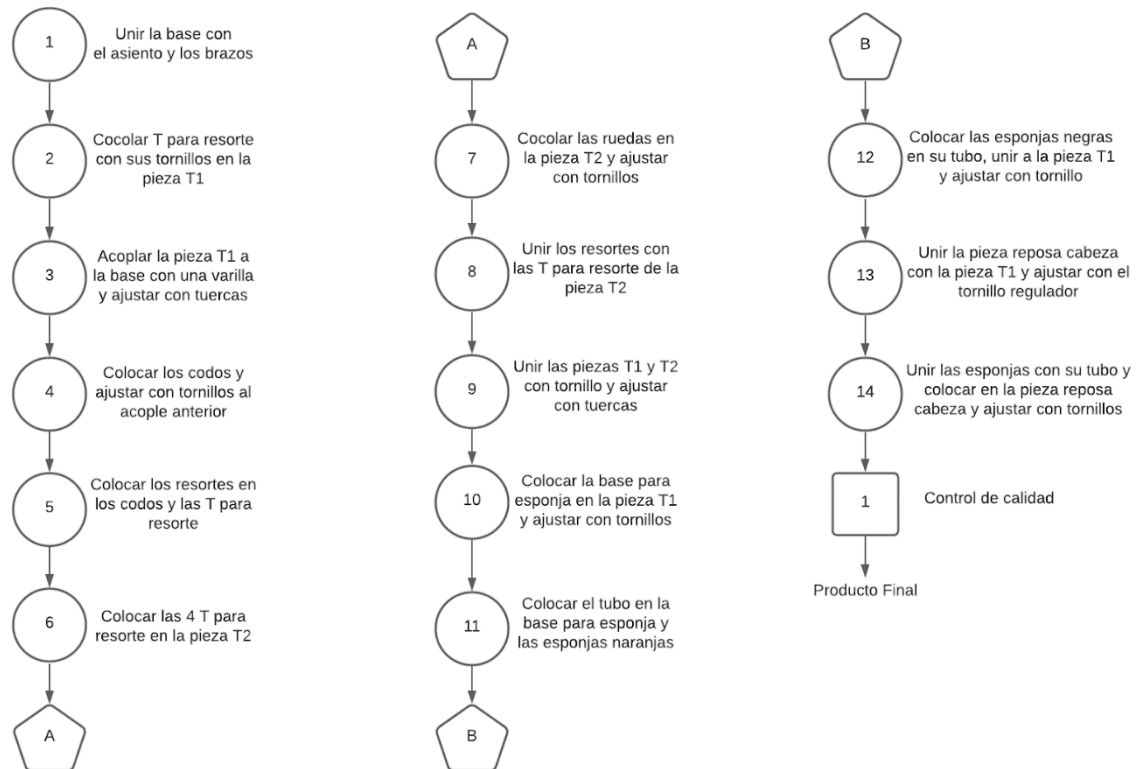 1
Unir la base con
el asiento y los brazos
2
Cocolar T para resorte
con sus tornillos en la
pieza T1
3
Acoplar la pieza T1 a
la base con una varilla
y ajustar con tuercas
4
Colocar los codos y
ajustar con tornillos al
acople anterior
5
Colocar los resortes en
los codos y las T para
resorte
6
Colocar las 4 T para
resorte en la pieza T2
A
A
7
Cocolar las ruedas en
la pieza T2 y ajustar
con tornillos
8
Unir los resortes con
las T para resorte de la
pieza T2
9
Unir las piezas T1 y T2
con tornillo y ajustar
con tuercas
10
Colocar la base para
esponja en la pieza T1
y ajustar con tornillos
11
Colocar el tubo en la
base para esponja y
las esponjas naranjas
B
B
12
Colocar las esponjas negras
en su tubo, unir a la pieza T1
y ajustar con tornillo
13
Unir la pieza reposa cabeza
con la pieza T1 y ajustar con el
tornillo regulador
14
Unir las esponjas con su tubo y
colocar en la pieza reposa
cabeza y ajustar con tornillos
1
Control de calidad
Producto Final